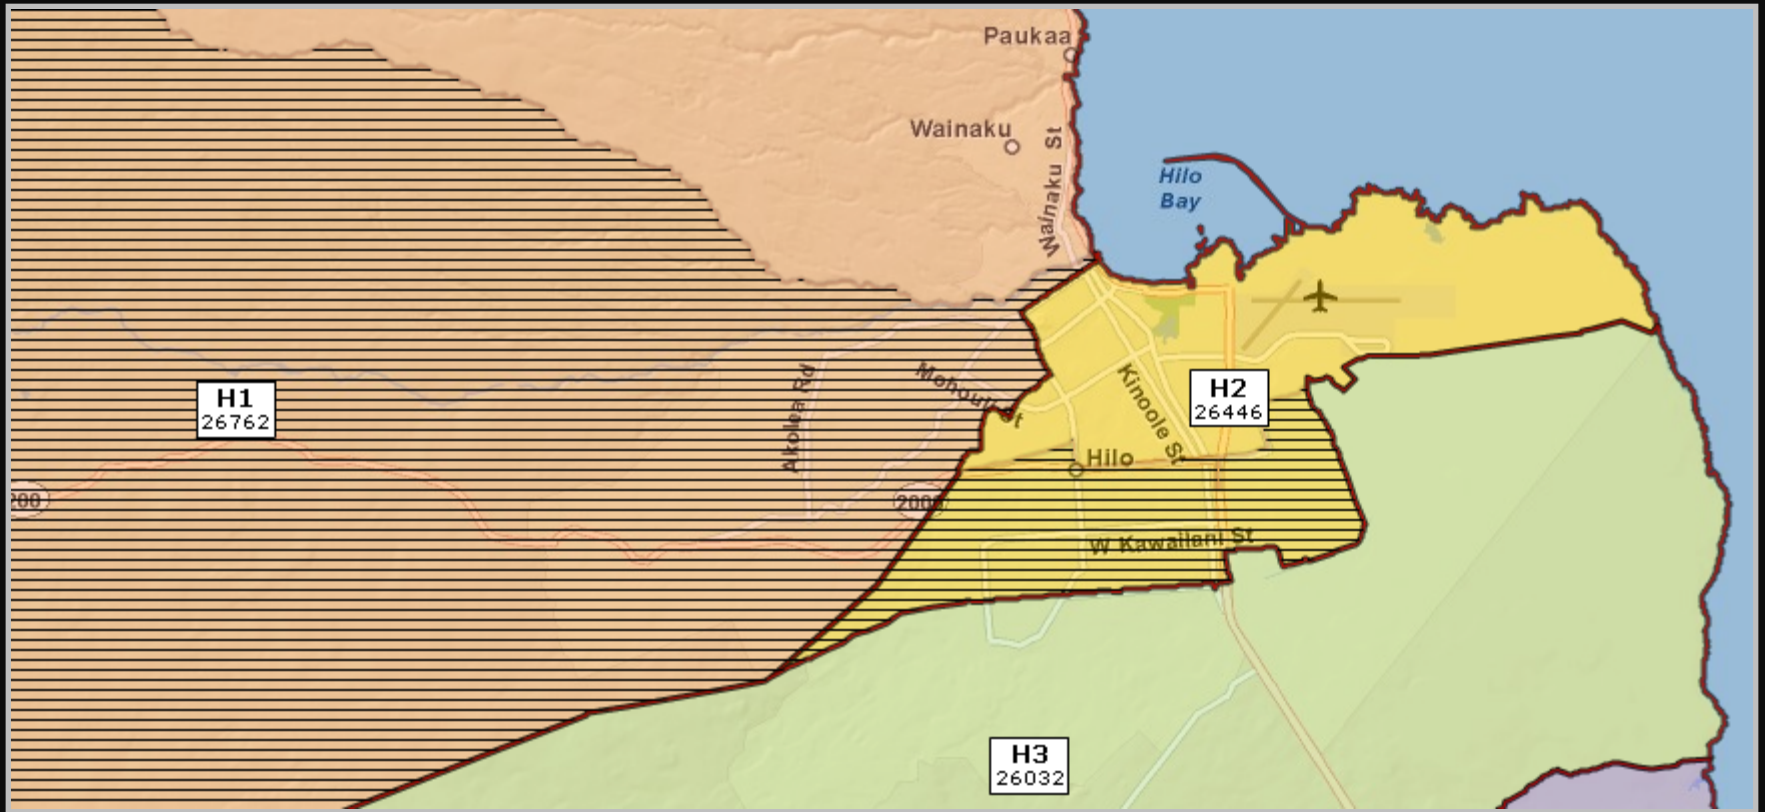 Paukaa
Wainaku
Wainaku St
Hilo
Bay
H1
26762
Akolea Rd
Mohouli St
Kinoole St
H2
26446
Hilo
200
2000
W Kawailani St
H3
26032